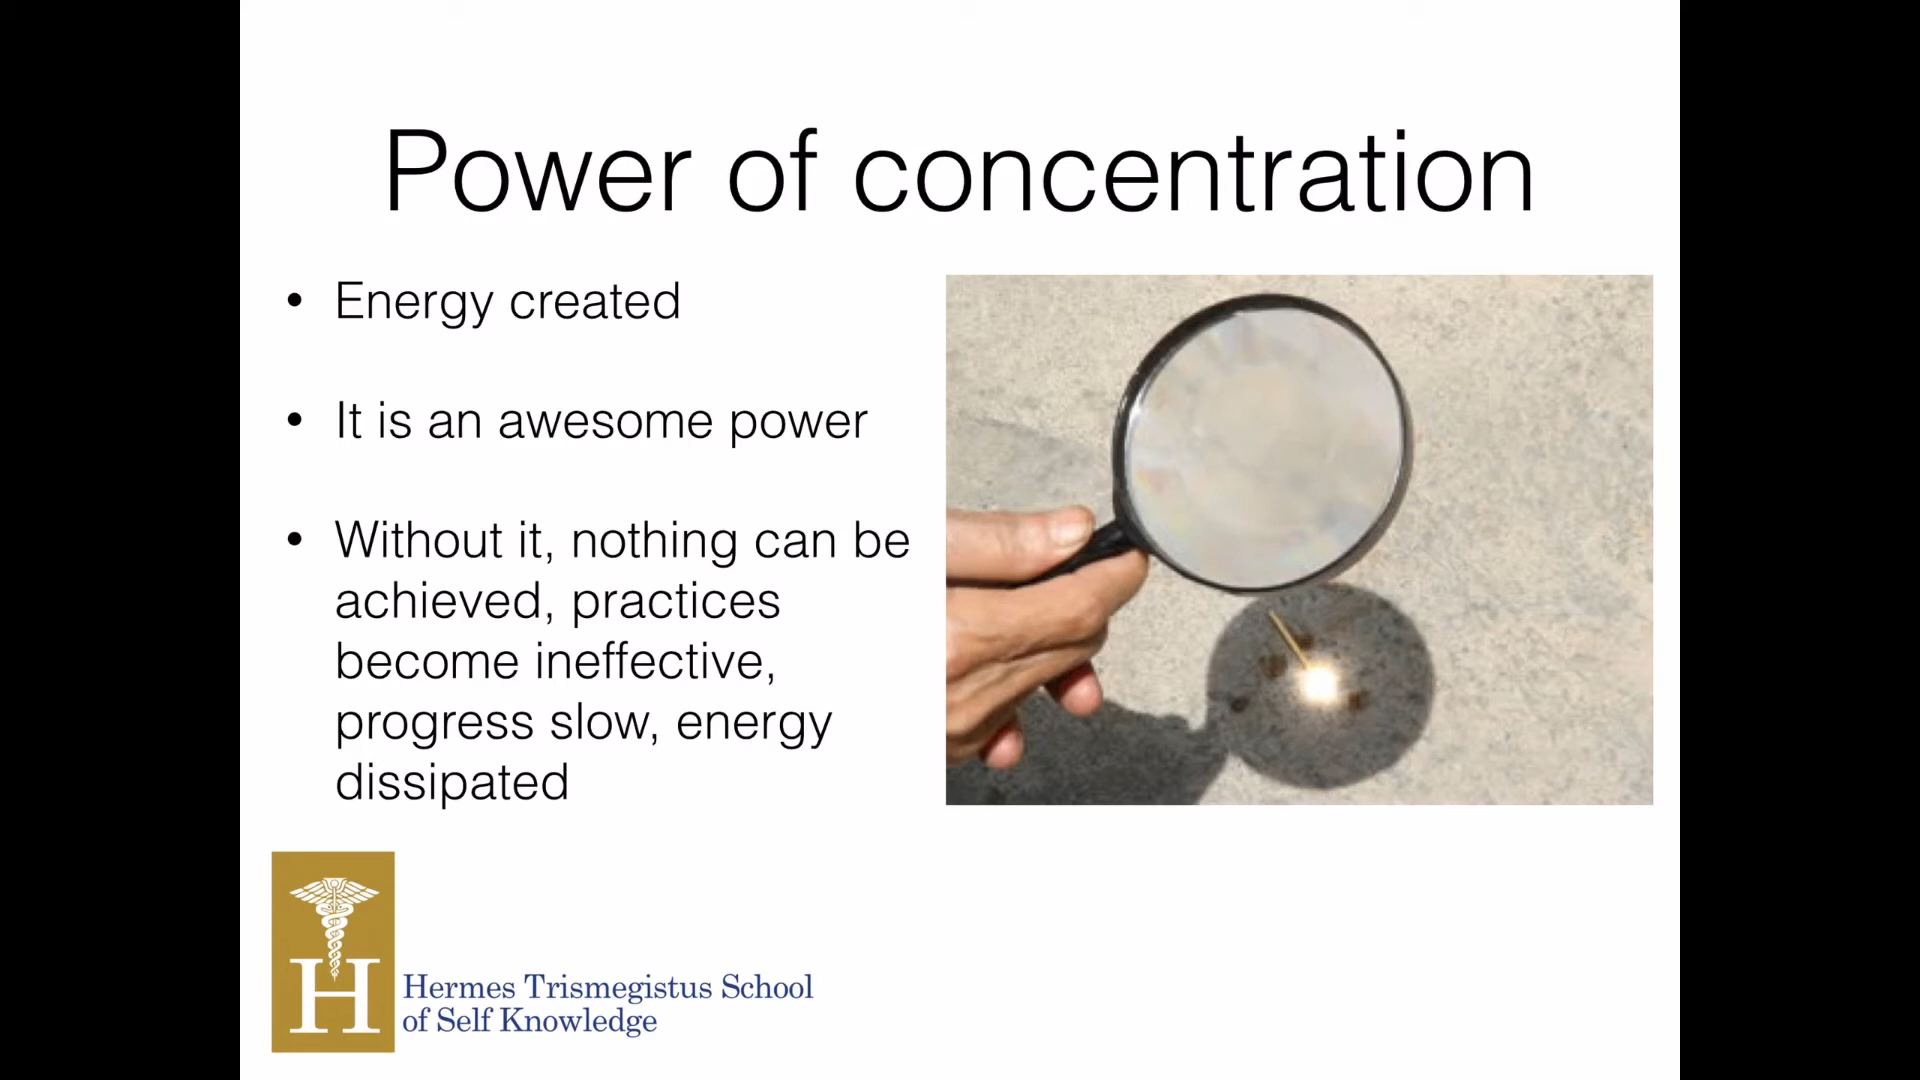 Power of concentration
• Energy created
• It is an awesome power
• Without it, nothing can be
achieved, practices
become ineffective,
progress slow, energy
dissipated
H
Hermes Trismegistus School
of Self Knowledge